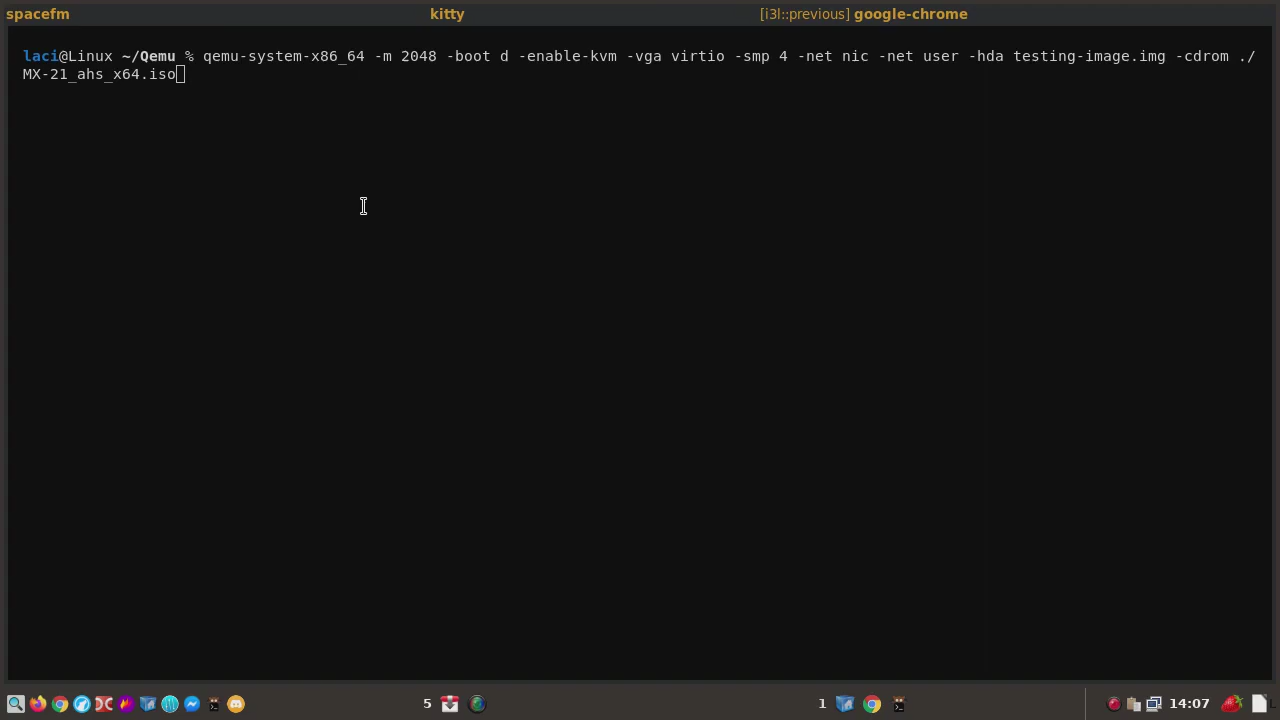 spacefm kitty [i3l::previous] google-chrome
laci@Linux ~/Qemu % qemu-system-x86_64 -m 2048 -boot d -enable-kvm -vga virtio -smp 4 -net nic -net user -hda testing-image.img -cdrom ./
MX-21_ahs_x64.iso
5 1 14:07